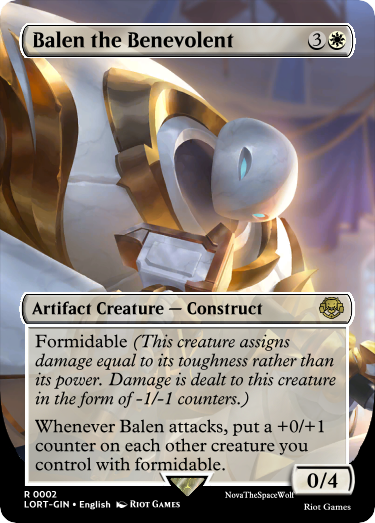 Balen the Benevolent 3
Artifact Creature — Construct
Formidable (This creature assigns
damage equal to its toughness rather than
its power. Damage is dealt to this creature
in the form of -1/-1 counters.)
Whenever Balen attacks, put a +0/+1
counter on each other creature you
control with formidable.
0/4
R 0002
LORT-GIN • English Riot Games
NovaTheSpaceWolf
Riot Games